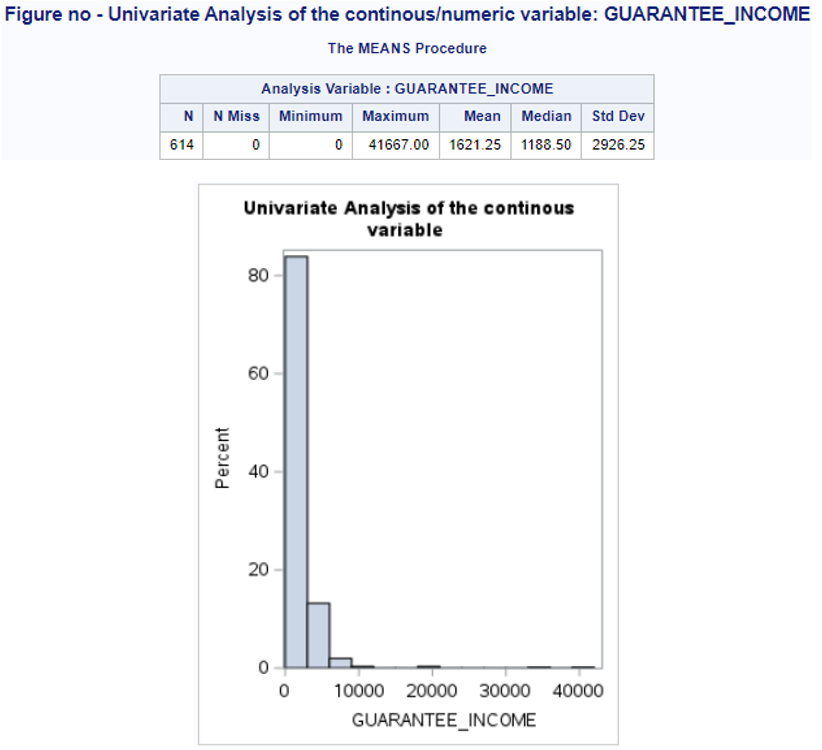 Figure no - Univariate Analysis of the continous/numeric variable: GUARANTEE_INCOME
The MEANS Procedure
Analysis Variable : GUARANTEE_INCOME
N N Miss Minimum Maximum Mean Median Std Dev
614 0 0 41667.00 1621.25 1188.50 2926.25
Univariate Analysis of the continous
variable
80
60
40
20
0
Percent
0 10000 20000 30000 40000
GUARANTEE_INCOME